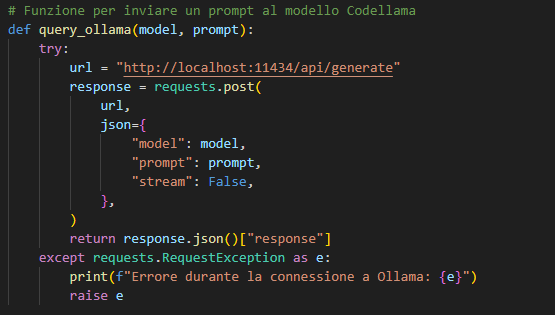 # Funzione per inviare un prompt al modello Codellama
def query_ollama(model, prompt):
    try:
        url = "http://localhost:11434/api/generate"
        response = requests.post(
            url,
            json={
                "model": model,
                "prompt": prompt,
                "stream": False,
            },
        )
        return response.json()["response"]
    except requests.RequestException as e:
        print(f"Errore durante la connessione a Ollama: {e}")
        raise e